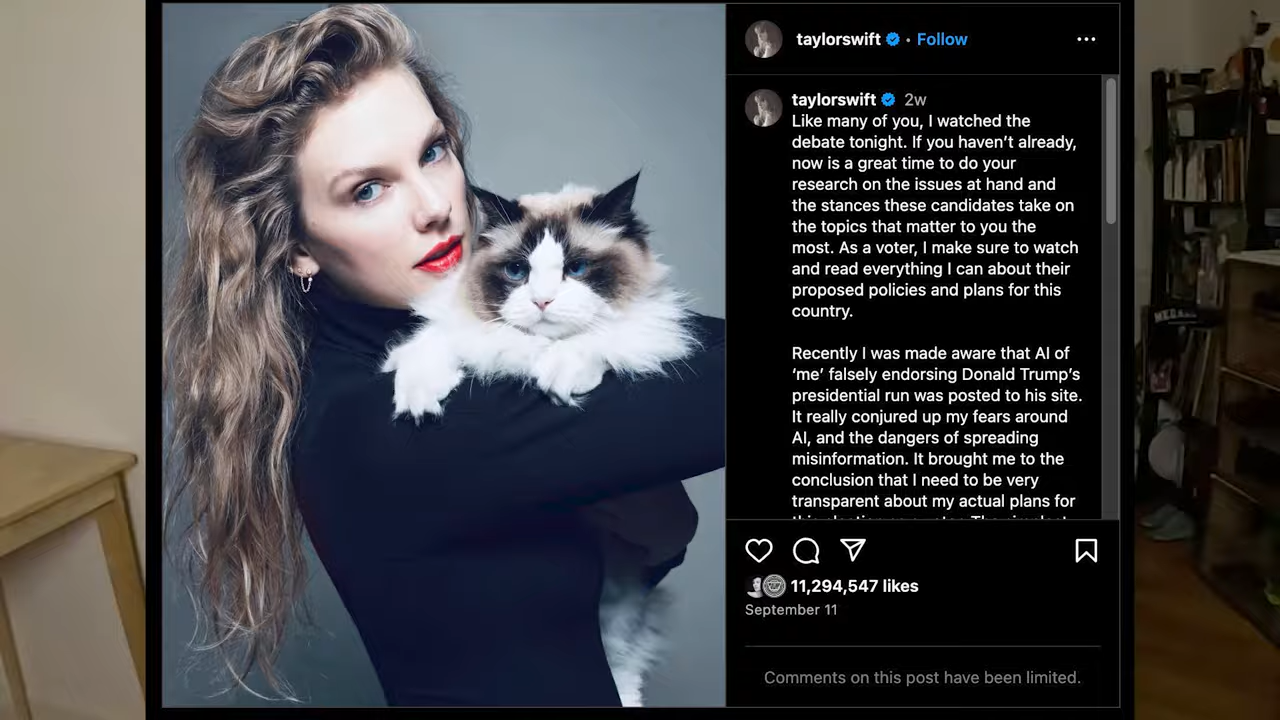 taylorswift • Follow
taylorswift 2w
Like many of you, I watched the
debate tonight. If you haven’t already,
now is a great time to do your
research on the issues at hand and
the stances these candidates take on
the topics that matter to you the
most. As a voter, I make sure to watch
and read everything I can about their
proposed policies and plans for this
country.
Recently I was made aware that AI of
‘me’ falsely endorsing Donald Trump’s
presidential run was posted to his site.
It really conjured up my fears around
AI, and the dangers of spreading
misinformation. It brought me to the
conclusion that I need to be very
transparent about my actual plans for
11,294,547 likes
September 11
Comments on this post have been limited.